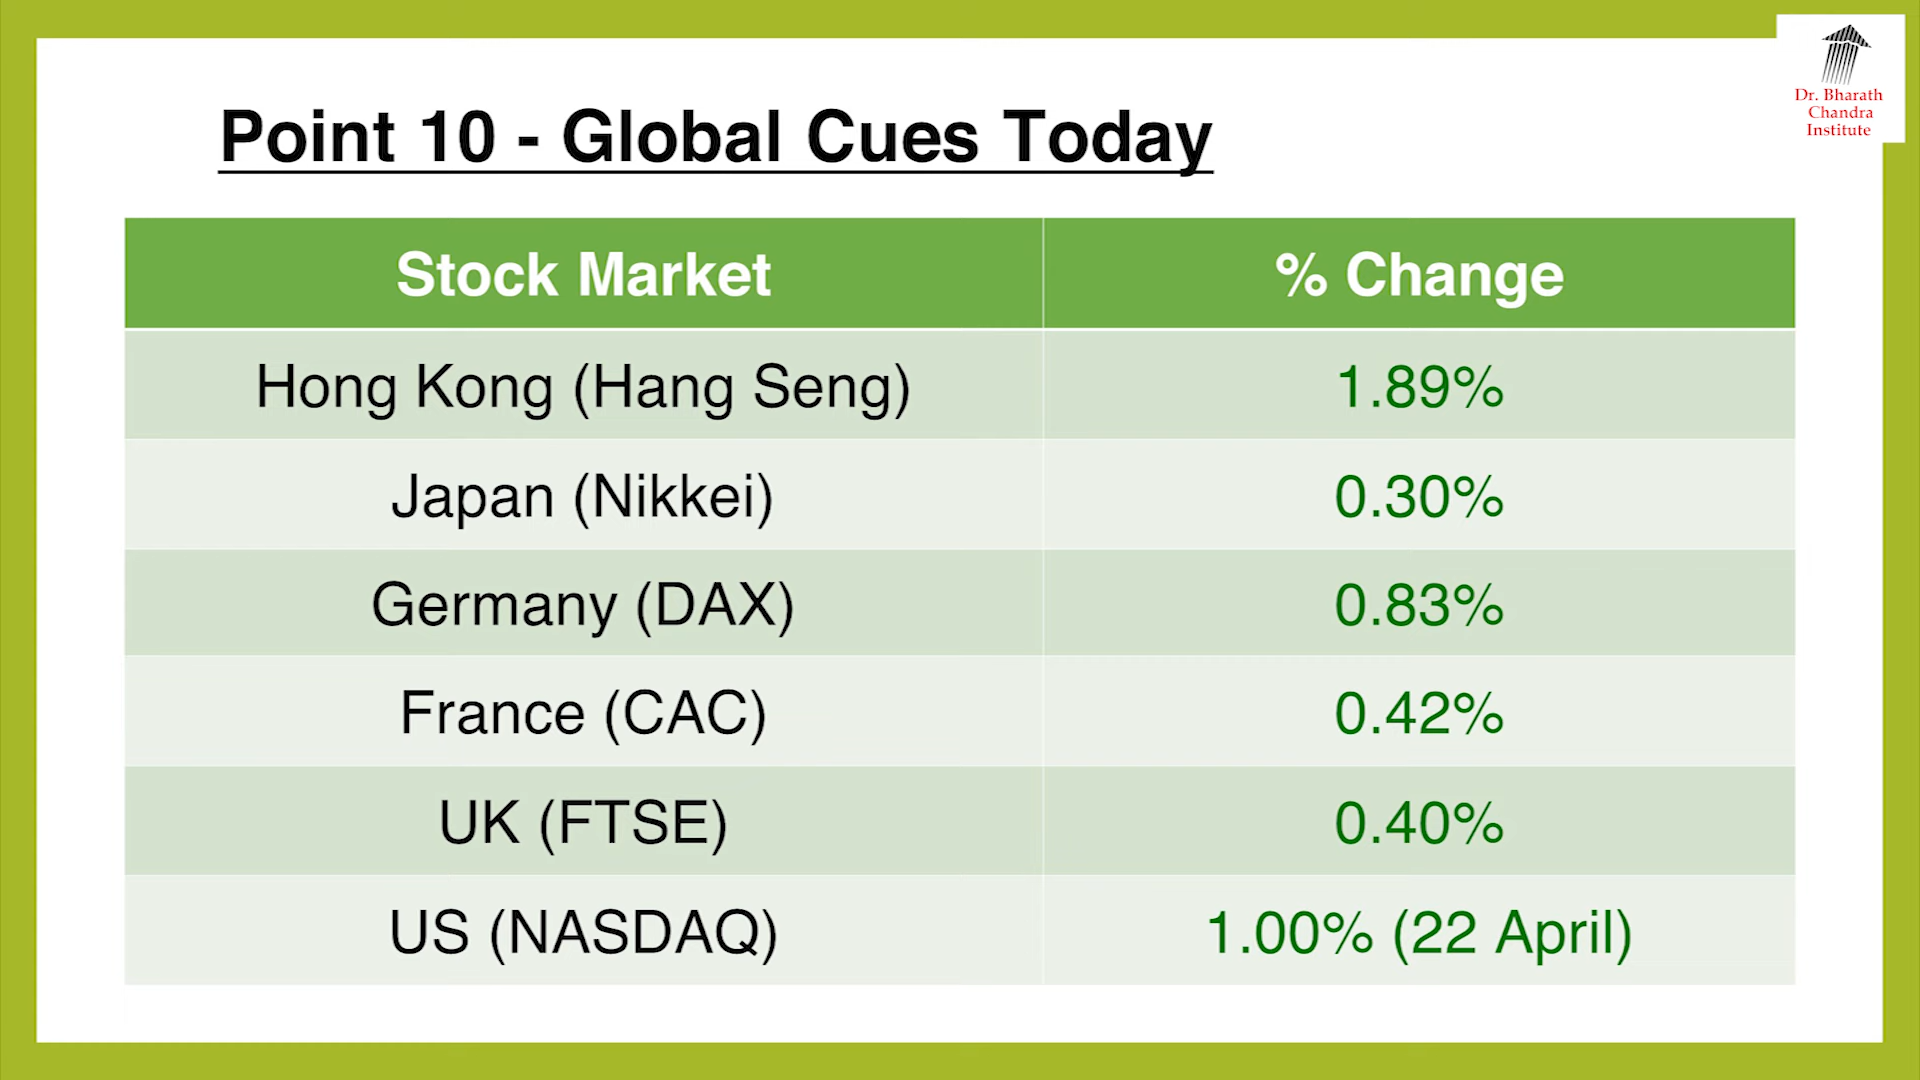 Dr. Bharath
Chandra
Institute
Point 10 - Global Cues Today
Stock Market % Change
Hong Kong (Hang Seng) 1.89%
Japan (Nikkei) 0.30%
Germany (DAX) 0.83%
France (CAC) 0.42%
UK (FTSE) 0.40%
US (NASDAQ) 1.00% (22 April)